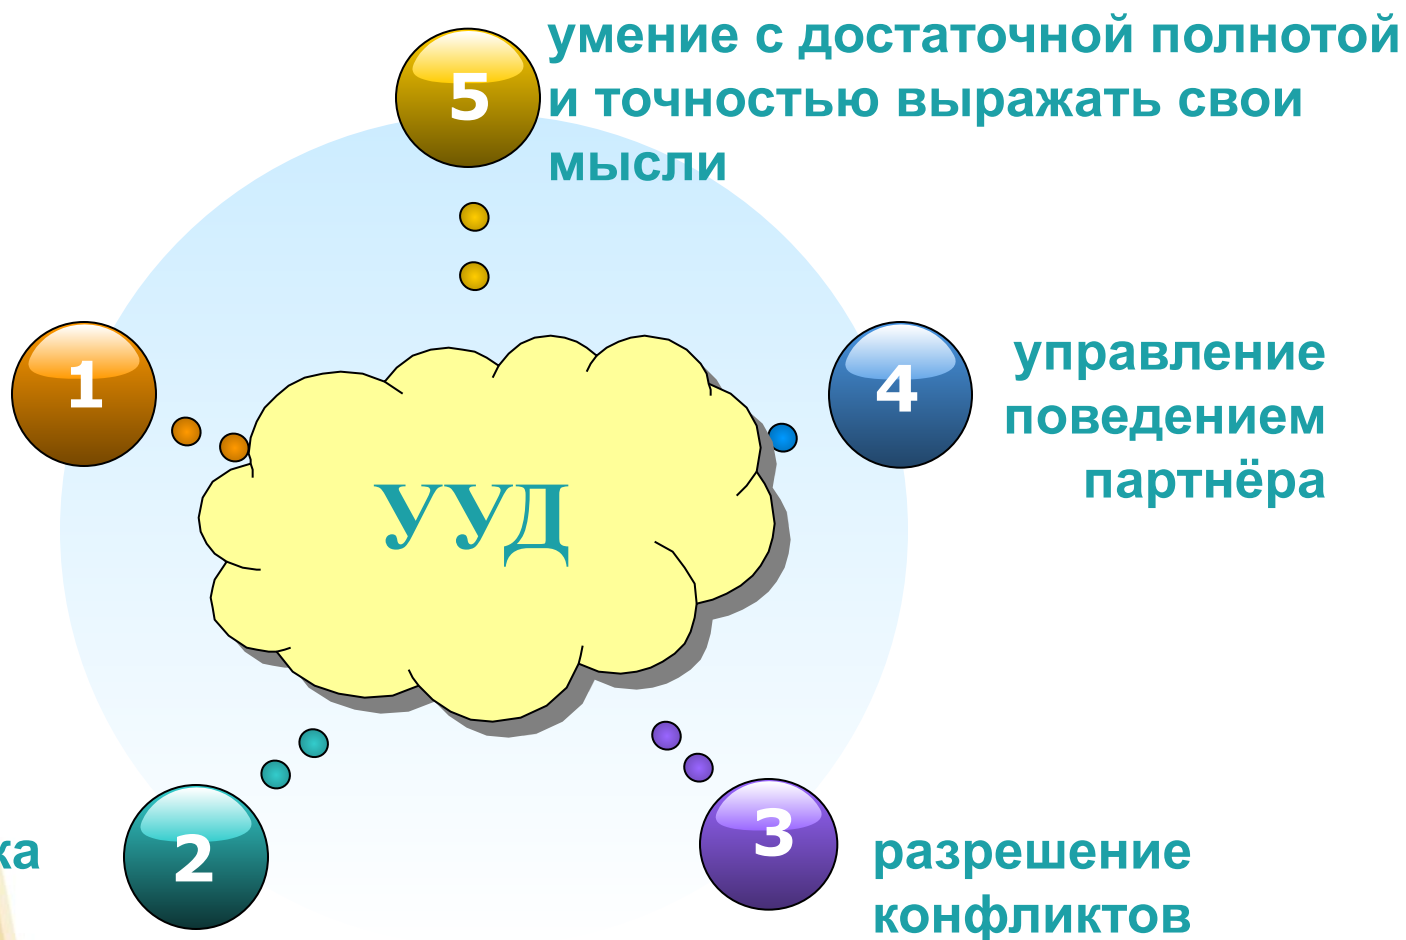 5
умение с достаточной полнотой
и точностью выражать свои
мысли
1
4
управление
поведением
партнёра
УУД
2
3
разрешение
конфликтов